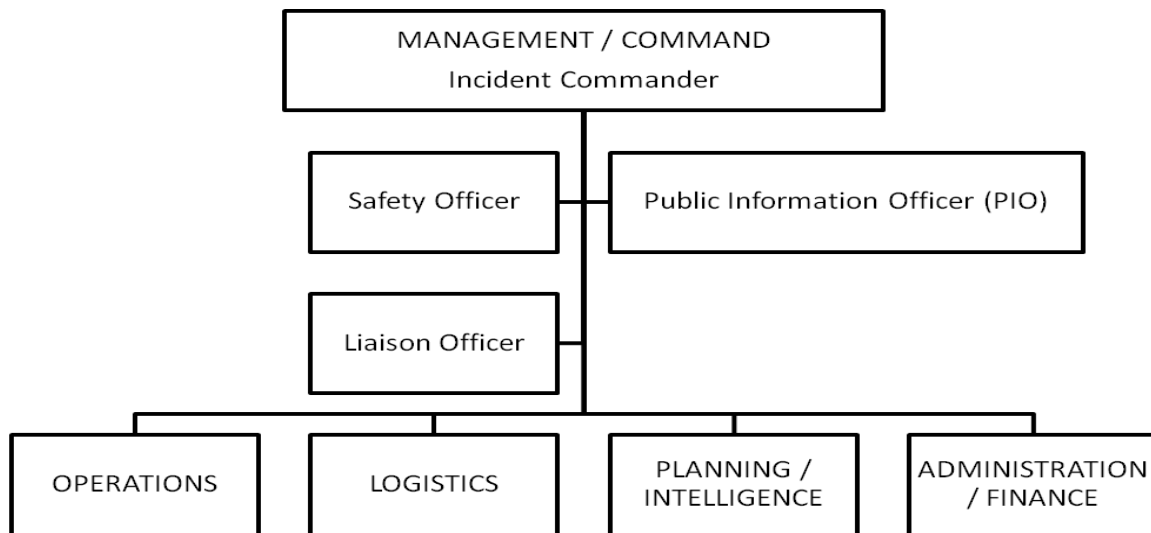 MANAGEMENT / COMMAND
Incident Commander
Safety Officer
Public Information Officer (PIO)
Liaison Officer
OPERATIONS
LOGISTICS
PLANNING /
INTELLIGENCE
ADMINISTRATION
/ FINANCE